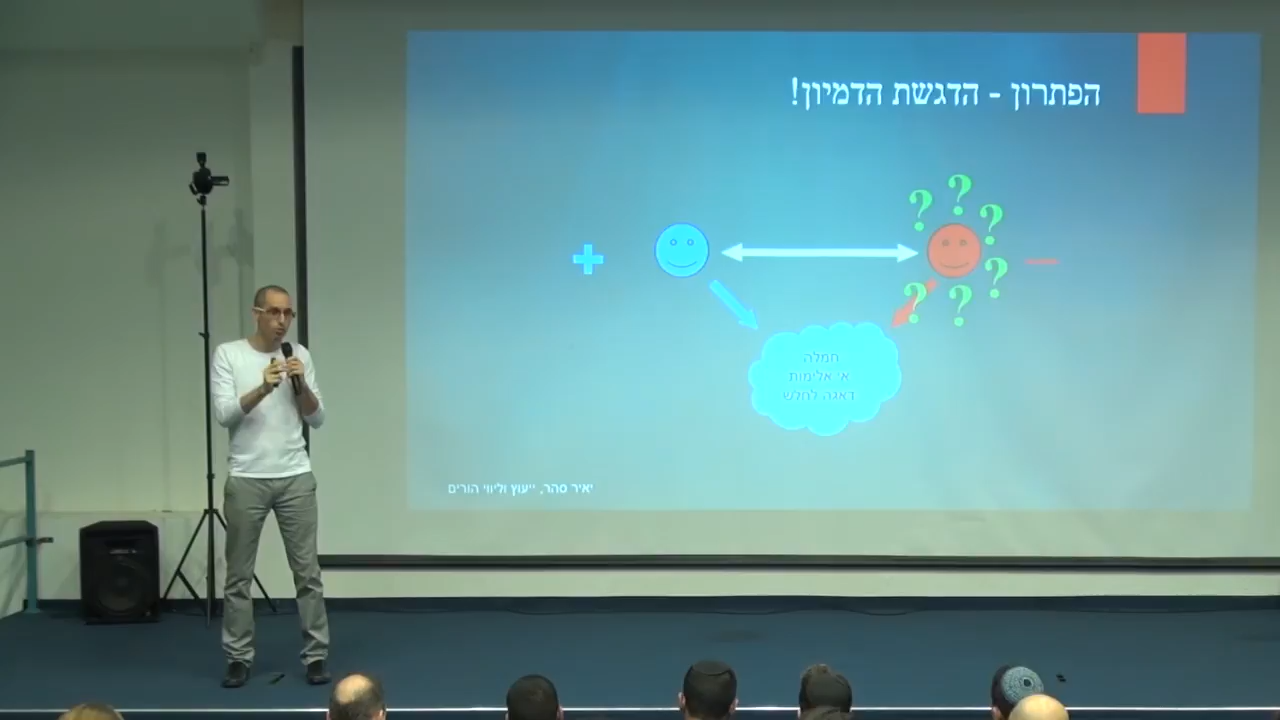 הפתרון - הדגשת הדמיון!
? ? ? ? ? ? ?
חמלה
אי אלימות
דאגה לחלש
יאיר סהר, ייעוץ וליווי הורים